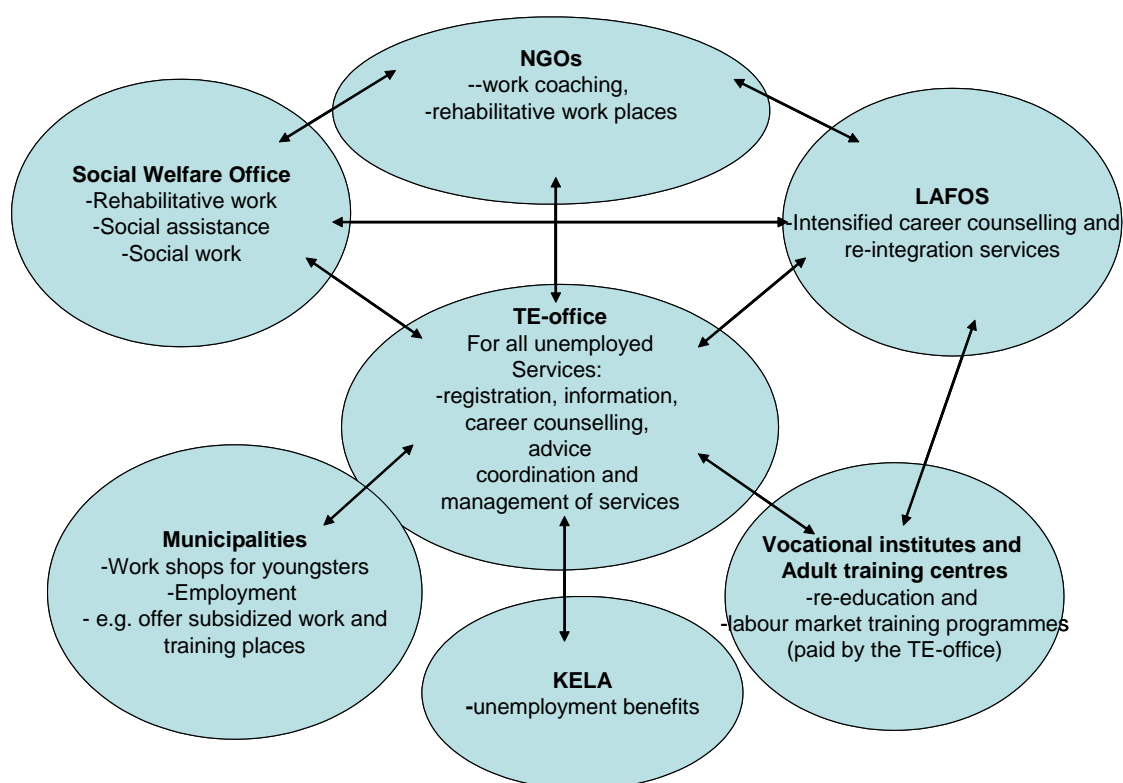 NGOs
--work coaching,
-rehabilitative work places
Social Welfare Office
-Rehabilitative work
-Social assistance
-Social work
LAFOS
-Intensified career counselling and
re-integration services
TE-office
For all unemployed
Services:
-registration, information,
career counselling,
advice
coordination and
management of services
Municipalities
-Work shops for youngsters
-Employment
- e.g. offer subsidized work and
training places
Vocational institutes and
Adult training centres
-re-education and
-labour market training programmes
(paid by the TE-office)
KELA
-unemployment benefits